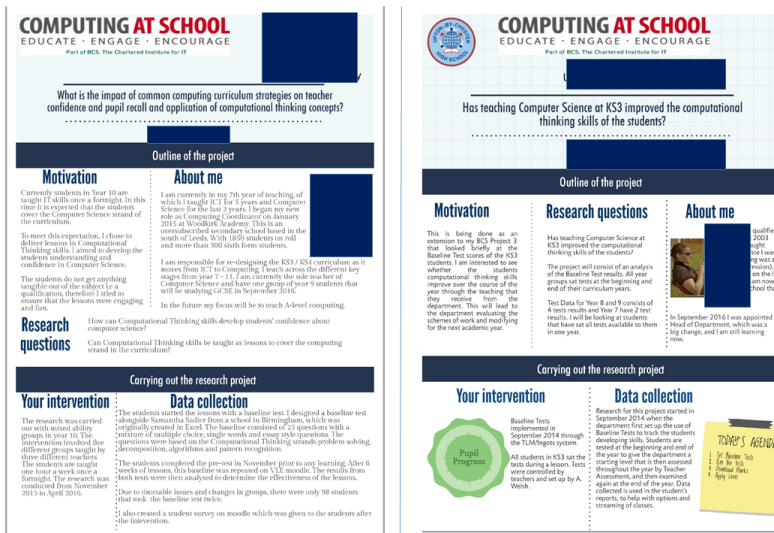 COMPUTING AT SCHOOL
EDUCATE · ENGAGE · ENCOURAGE
Part of BCS, The Chartered Institute for IT
What is the impact of common computing curriculum strategies on teacher
confidence and pupil recall and application of computational thinking concepts?
Outline of the project
Motivation
Currently students in Year 10 are
taught IT skills once a fortnight. In this
time it is expected that the students
cover the Computer Science strand of
the curriculum.
To meet this expectation, I chose to
deliver lessons in Computational
Thinking skills. I aimed to develop the
students understanding and
confidence in Computer Science.
The students do not get anything
tangible out of the subject i.e a
qualification, therefore I tried to
ensure that the lessons were engaging
and fun.
About me
I am currently in my 7th year of teaching, of
which I taught ICT for 5 years and Computer
Science for the last 2 years. I began my new
role as Computing Coordinator on January
2015 at Woodkirk Academy. This is an
oversubscribed secondary school based in the
south of Leeds. With 1850 students on roll
and more than 300 sixth form students.
I am responsible for re-designing the KS3 / KS4 curriculum as it
moves from ICT to Computing. I teach across the different key
stages from year 7 - 11. I am currently the sole teacher of
Computer Science and have one group of year 9 students that
will be studying GCSE in September 2016.
In the future my focus will be to teach A-level computing.
Research
questions
How can Computational Thinking skills develop students' confidence about
computer science?
Can Computational Thinking skills be taught as lessons to cover the computing
strand in the curriculum?
Carrying out the research project
Your intervention
The research was carried
out with mixed ability
groups in year 10. The
intervention involved five
different groups taught by
three different teachers.
The students are taught
one hour a week once a
fortnight. The research was
conducted from November
2015 to April 2016.
Data collection
The students started the lessons with a baseline test. I designed a baseline test
alongside Samantha Sadler from a school in Birmingham, which was
originally created in Excel. The baseline consisted of 25 questions with a
mixture of multiple choice, single words and essay style questions. The
questions were based on the Computational Thinking strands problem solving,
decomposition, algorithms and pattern recognition.
The students completed the pre-test in November prior to any learning. After 6
weeks of lessons, this baseline was repeated on VLE moodle. The results from
both tests were then analysed to determine the effectiveness of the lessons.
Due to timetable issues and changes in groups, there were only 98 students
that took the baseline test twice.
I also created a student survey on moodle which was given to the students after
the intervention.
UPTON-BY-CHESTER
HIGH SCHOOL
COMPUTING AT SCHOOL
EDUCATE · ENGAGE · ENCOURAGE
Part of BCS, The Chartered Institute for IT
Has teaching Computer Science at KS3 improved the computational
thinking skills of the students?
Outline of the project
Motivation
This is being done as an
extension to my BCS Project 3
that looked briefly at the
Baseline Test scores of the KS3
students. I am interested to see
whether the students
computational thinking skills
improve over the course of the
year through the teaching that
they receive from the
department. This will lead to
the department evaluating the
schemes of work and modifying
for the next academic year.
Research questions
Has teaching Computer Science at
KS3 improved the computational
thinking skills of the students?
The project will consist of an analysis
of the Baseline Test results. All year
groups sat tests at the beginning and
end of their curriculum years.
Test Data for Year 8 and 9 consists of
4 tests results and Year 7 have 2 test
results. I will be looking at students
that have sat all tests available to them
in one year.
About me
2003
In September 2016 I was appointed
Head of Department, which was a
big change, and I am still learning
now.
Carrying out the research project
Your intervention
Pupil
Progress
Baseline Tests
implemented in
September 2014 through
the TLM/Ingots system.
All students in KS3 sat the
tests during a lesson. Tests
were controlled by
teachers and set up by A.
Welsh.
Data collection
Research for this project started in
September 2014 when the
department first set up the use of
Baseline Tests to track the students
developing skills. Students are
tested at the beginning and end of
the year to give the department a
starting level that is then assessed
throughout the year by Teacher
Assessment, and then examined
again at the end of the year. Data
collected is used in the student's
reports, to help with options and
streaming of classes.
TODAY'S AGENDA
1. Set Baseline Tests
2. Run the Tests
3. Download Marks
4. Apply Level